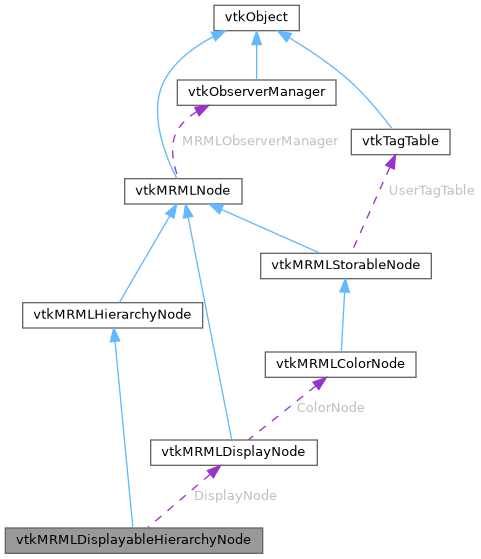 vtkObject
vtkObserverManager
MRMLObserverManager
vtkTagTable
vtkMRMLNode
UserTagTable
vtkMRMLStorableNode
vtkMRMLHierarchyNode
vtkMRMLColorNode
ColorNode
vtkMRMLDisplayNode
DisplayNode
vtkMRMLDisplayableHierarchyNode